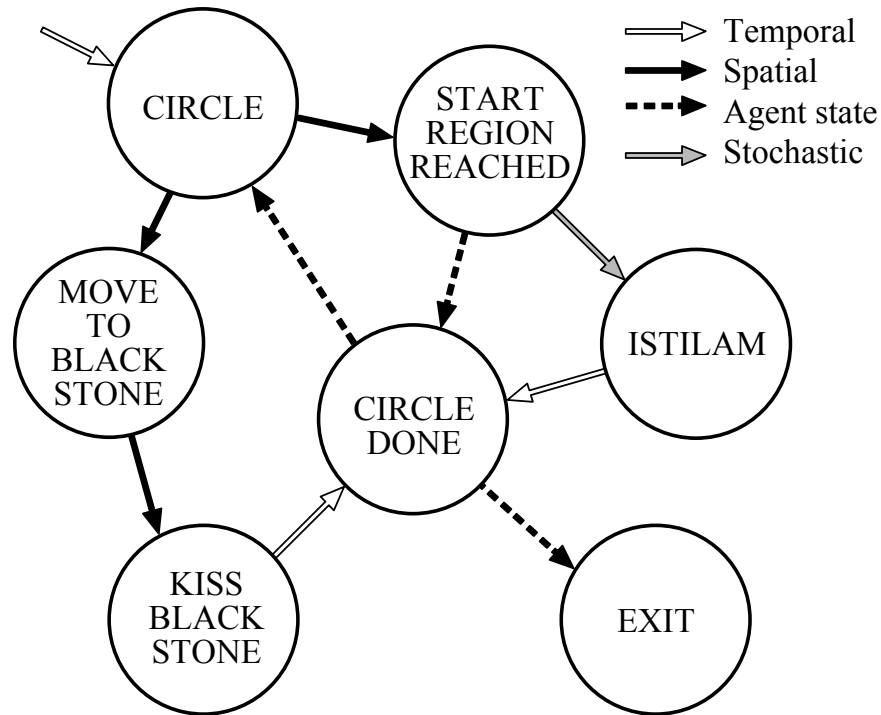 CIRCLE
START
REGION
REACHED
Temporal
Spatial
Agent state
Stochastic
MOVE
TO
BLACK
STONE
ISTILAM
CIRCLE
DONE
KISS
BLACK
STONE
EXIT